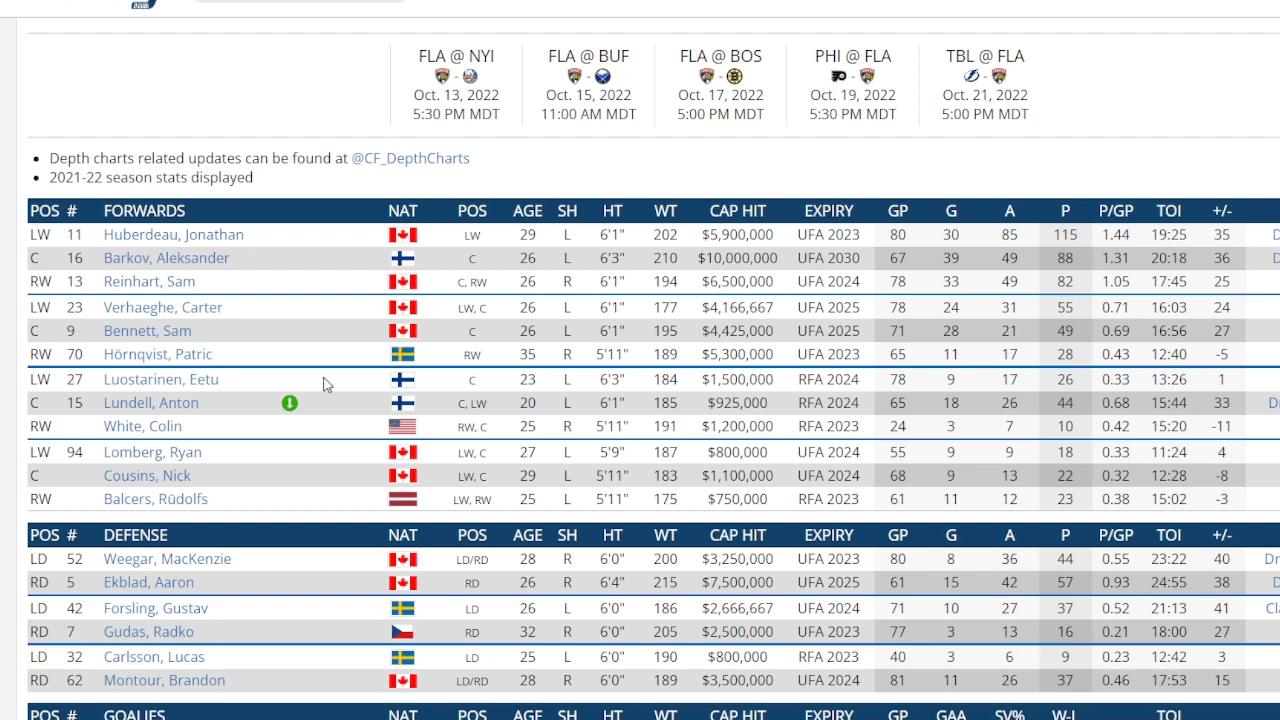 FLA @ NYI FLA @ BUF FLA @ BOS PHI @ FLA TBL @ FLA
Oct. 13, 2022 Oct. 15, 2022 Oct. 17, 2022 Oct. 19, 2022 Oct. 21, 2022
5:30 PM MDT 11:00 AM MDT 5:00 PM MDT 5:30 PM MDT 5:00 PM MDT
• Depth charts related updates can be found at @CF_DepthCharts
• 2021-22 season stats displayed
POS # FORWARDS NAT POS AGE SH HT WT CAP HIT EXPIRY GP G A P P/GP TOI +/-
LW 11 Huberdeau, Jonathan LW 29 L 6'1" 202 $5,900,000 UFA 2023 80 30 85 115 1.44 19:25 35 D
C 16 Barkov, Aleksander C 26 L 6'3" 210 $10,000,000 UFA 2030 67 39 49 88 1.31 20:18 36 D
RW 13 Reinhart, Sam C, RW 26 R 6'1" 194 $6,500,000 UFA 2024 78 33 49 82 1.05 17:45 25
LW 23 Verhaeghe, Carter LW, C 26 L 6'1" 177 $4,166,667 UFA 2025 78 24 31 55 0.71 16:03 24
C 9 Bennett, Sam C 26 L 6'1" 195 $4,425,000 UFA 2025 71 28 21 49 0.69 16:56 27
RW 70 Hörnqvist, Patric RW 35 R 5'11" 189 $5,300,000 UFA 2023 65 11 17 28 0.43 12:40 -5
LW 27 Luostarinen, Eetu C 23 L 6'3" 184 $1,500,000 RFA 2024 78 9 17 26 0.33 13:26 1
C 15 Lundell, Anton C, LW 20 L 6'1" 185 $925,000 RFA 2024 65 18 26 44 0.68 15:44 33 Dr
RW White, Colin RW, C 25 R 5'11" 191 $1,200,000 RFA 2023 24 3 7 10 0.42 15:20 -11
LW 94 Lomberg, Ryan LW, C 27 L 5'9" 187 $800,000 UFA 2024 55 9 9 18 0.33 11:24 4
C Cousins, Nick LW, C 29 L 5'11" 183 $1,100,000 UFA 2024 68 9 13 22 0.32 12:28 -8
RW Balcers, Rūdolfs LW, RW 25 L 5'11" 175 $750,000 RFA 2023 61 11 12 23 0.38 15:02 -3
POS # DEFENSE NAT POS AGE SH HT WT CAP HIT EXPIRY GP G A P P/GP TOI +/-
LD 52 Weegar, MacKenzie LD/RD 28 R 6'0" 200 $3,250,000 UFA 2023 80 8 36 44 0.55 23:22 40 Dr
RD 5 Ekblad, Aaron RD 26 R 6'4" 215 $7,500,000 UFA 2025 61 15 42 57 0.93 24:55 38 D
LD 42 Forsling, Gustav LD 26 L 6'0" 186 $2,666,667 UFA 2024 71 10 27 37 0.52 21:13 41 Cl
RD 7 Gudas, Radko RD 32 R 6'0" 205 $2,500,000 UFA 2023 77 3 13 16 0.21 18:00 27
LD 32 Carlsson, Lucas LD 25 L 6'0" 190 $800,000 RFA 2023 40 3 6 9 0.23 12:42 3
RD 62 Montour, Brandon LD/RD 28 R 6'0" 189 $3,500,000 UFA 2024 81 11 26 37 0.46 17:53 15
POS # GOALIES NAT POS AGE SH HT WT CAP HIT EXPIRY GP GAA SV% W-L TOI